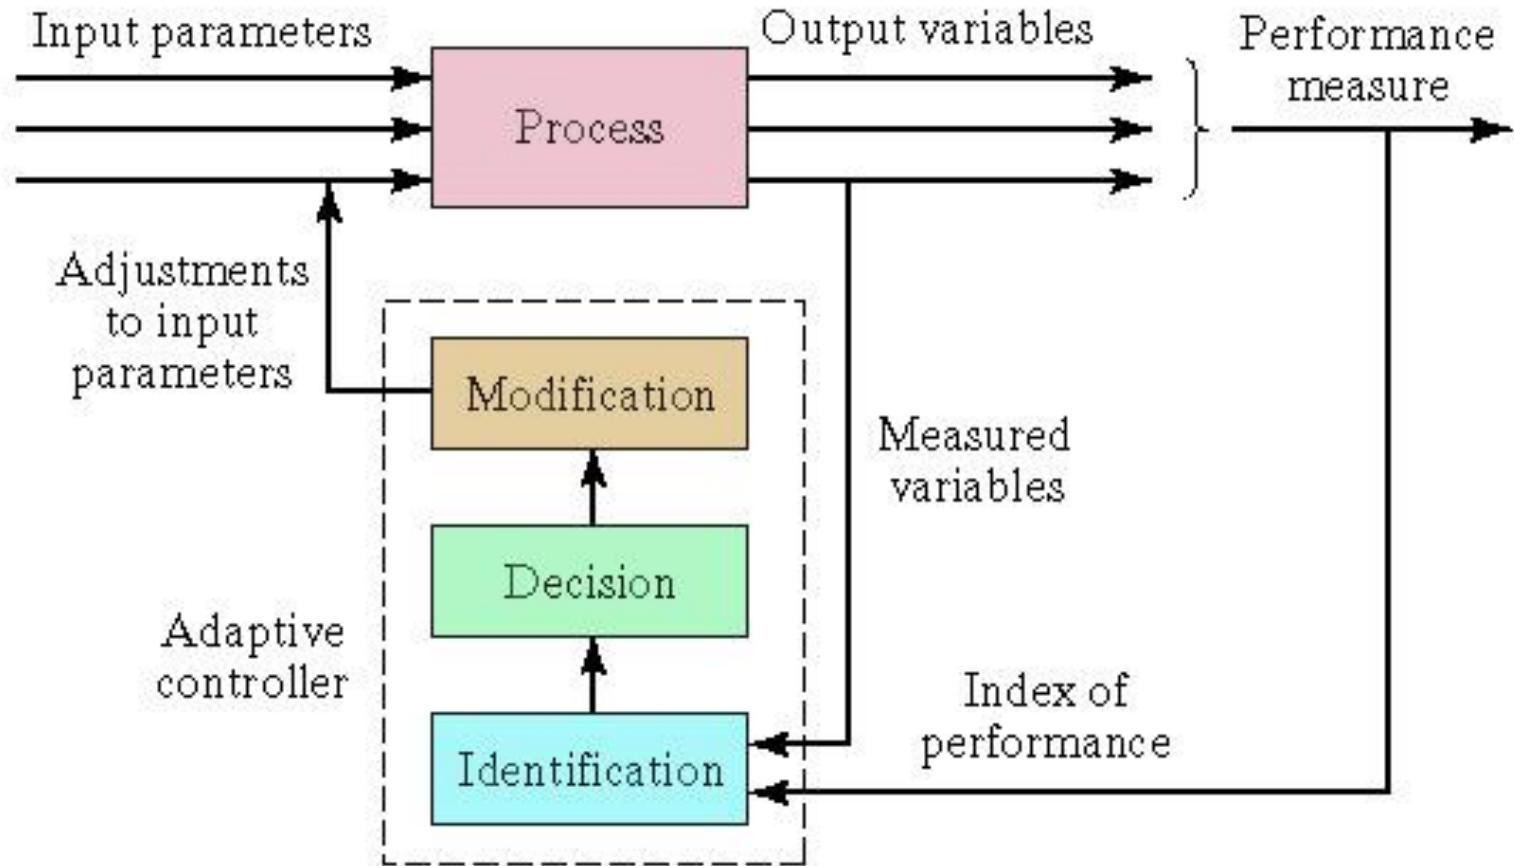 Input parameters
Output variables
Performance
measure
Process
Adjustments
to input
parameters
Modification
Measured
variables
Decision
Adaptive
controller
Index of
performance
Identification